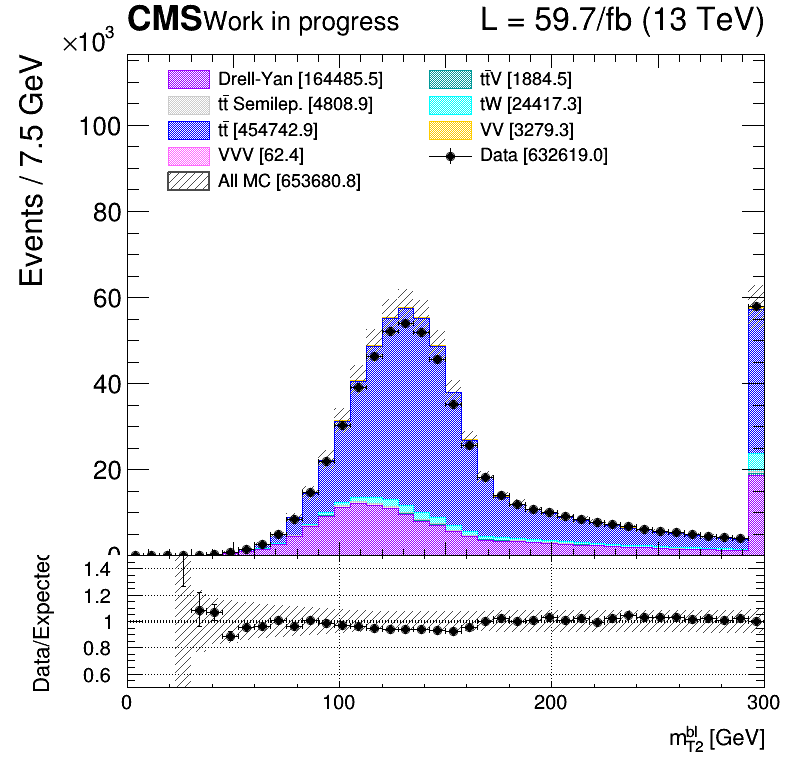 CMS Work in progress L = 59.7/fb (13 TeV)
×10³
Events / 7.5 GeV
Drell-Yan [164485.5]
tt̄ Semilep. [4808.9]
tt̄ [454742.9]
VVV [62.4]
All MC [653680.8]
tt̄V [1884.5]
tW [24417.3]
VV [3279.3]
Data [632619.0]
100
80
60
40
20
0
Data/Expected
1.4
1.2
1
0.8
0.6
0 100 200 300
m_{T2}^{bl} [GeV]